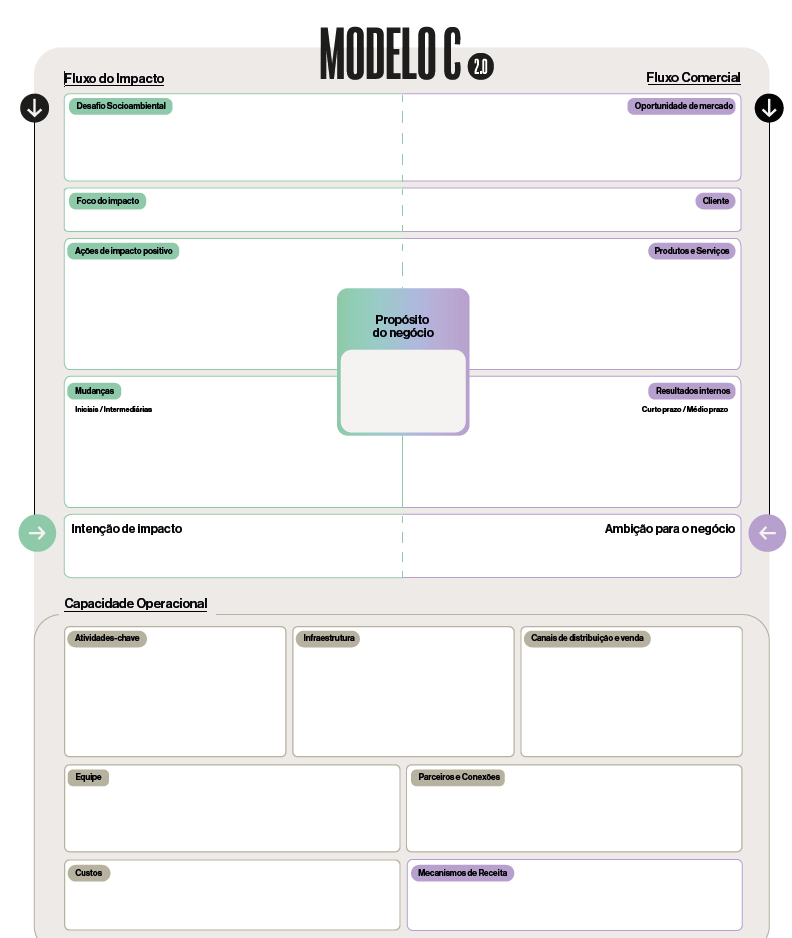 MODELO C 2.0
Fluxo do Impacto
Fluxo Comercial
Desafio Socioambiental
Oportunidade de mercado
Foco do impacto
Cliente
Ações de impacto positivo
Produtos e Serviços
Propósito
do negócio
Mudanças
Iniciais / Intermediárias
Resultados internos
Curto prazo / Médio prazo
Intenção de impacto
Ambição para o negócio
Capacidade Operacional
Atividades-chave
Infraestrutura
Canais de distribuição e venda
Equipe
Parceiros e Conexões
Custos
Mecanismos de Receita